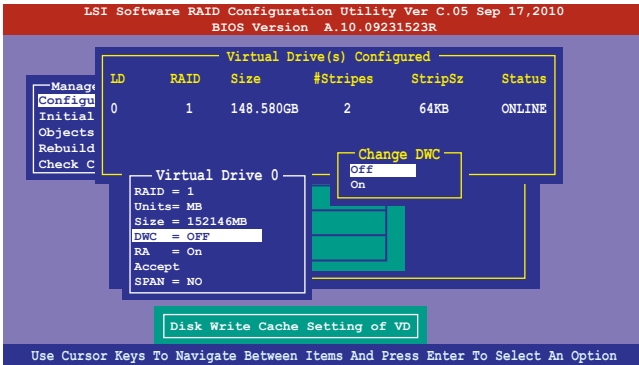 LSI Software RAID Configuration Utility Ver C.05 Sep 17,2010
BIOS Version A.10.09231523R
Virtual Drive(s) Configured
LD RAID Size #Stripes StripSz Status
0 1 148.580GB 2 64KB ONLINE
Manage
Configu
Initial
Objects
Rebuild
Check C
Change DWC
Off
On
Virtual Drive 0
RAID = 1
Units= MB
Size = 152146MB
DWC = OFF
RA = On
Accept
SPAN = NO
Disk Write Cache Setting of VD
Use Cursor Keys To Navigate Between Items And Press Enter To Select An Option